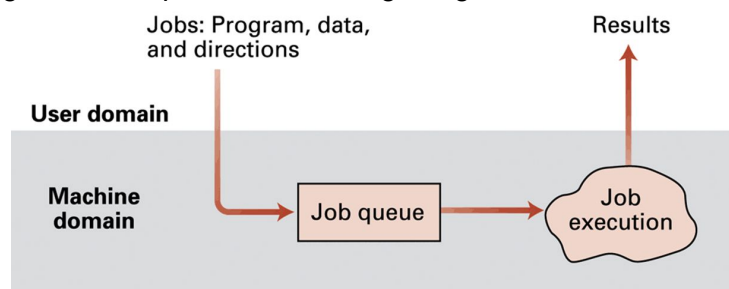 Jobs: Program, data,
and directions
Results
User domain
Machine
domain
Job queue
Job
execution